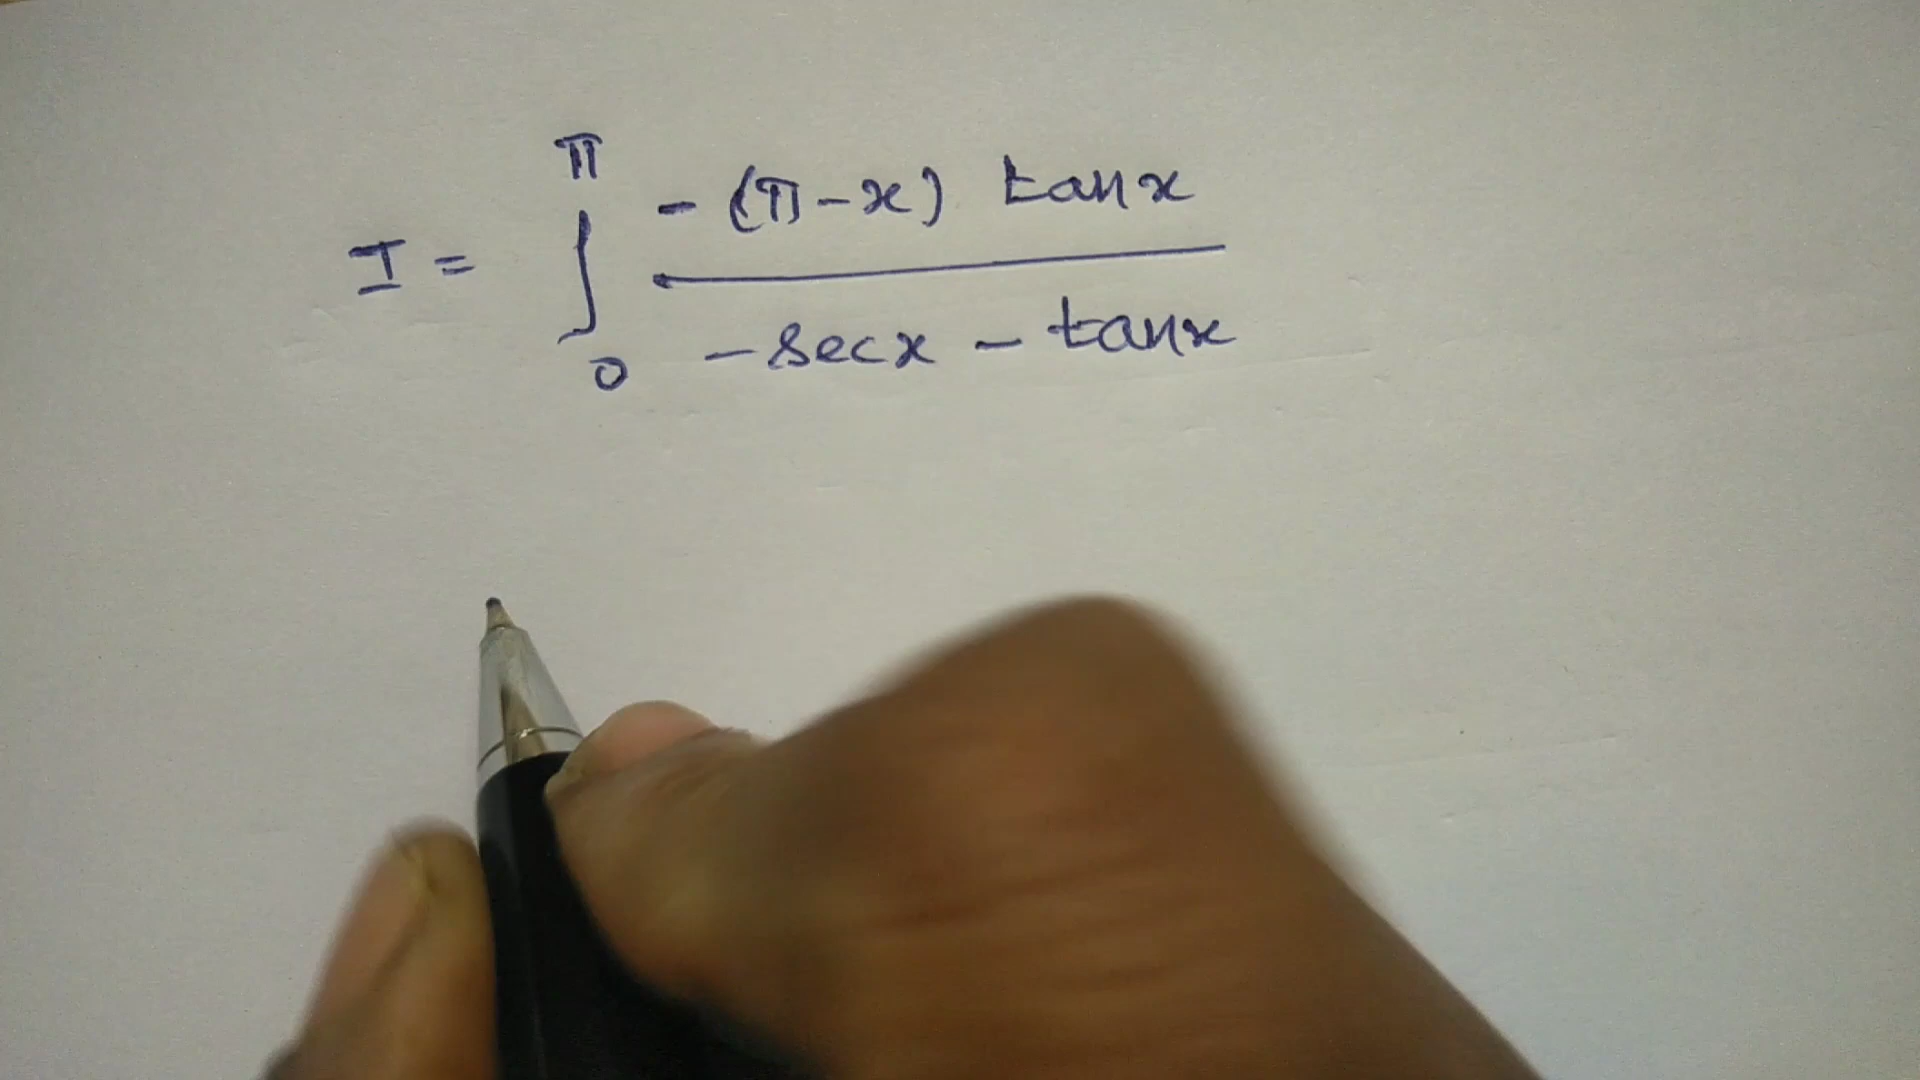 I = ∫₀^π -(π-x) tanx / -secx - tanx